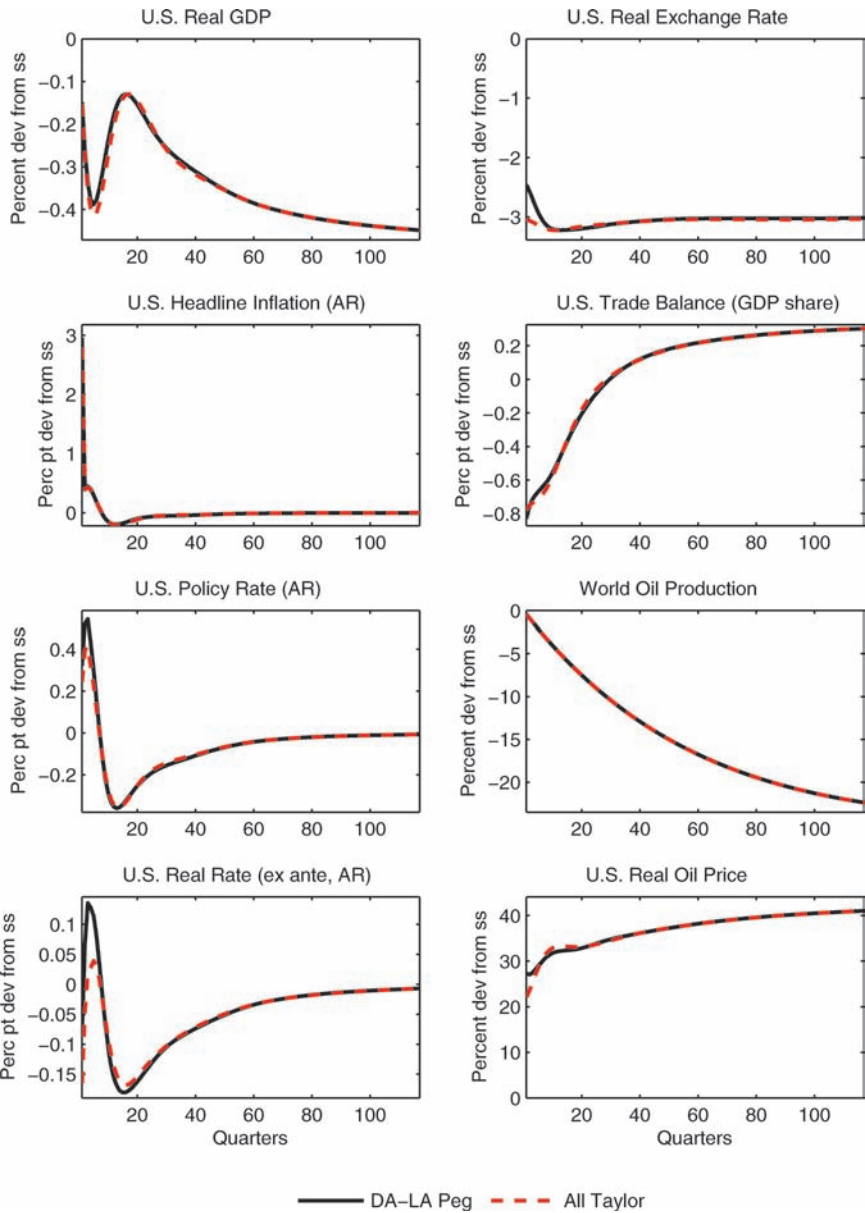 U.S. Real GDP
Percent dev from ss
0
−0.1
−0.2
−0.3
−0.4
20 40 60 80 100
U.S. Real Exchange Rate
Percent dev from ss
0
−1
−2
−3
20 40 60 80 100
U.S. Headline Inflation (AR)
Perc pt dev from ss
3
2
1
0
20 40 60 80 100
U.S. Trade Balance (GDP share)
Perc pt dev from ss
0.2
0
−0.2
−0.4
−0.6
−0.8
20 40 60 80 100
U.S. Policy Rate (AR)
Perc pt dev from ss
0.4
0.2
0
−0.2
20 40 60 80 100
World Oil Production
Percent dev from ss
0
−5
−10
−15
−20
20 40 60 80 100
U.S. Real Rate (ex ante, AR)
Perc pt dev from ss
0.1
0.05
0
−0.05
−0.1
−0.15
20 40 60 80 100
Quarters
U.S. Real Oil Price
Percent dev from ss
40
30
20
10
0
20 40 60 80 100
Quarters
DA−LA Peg All Taylor